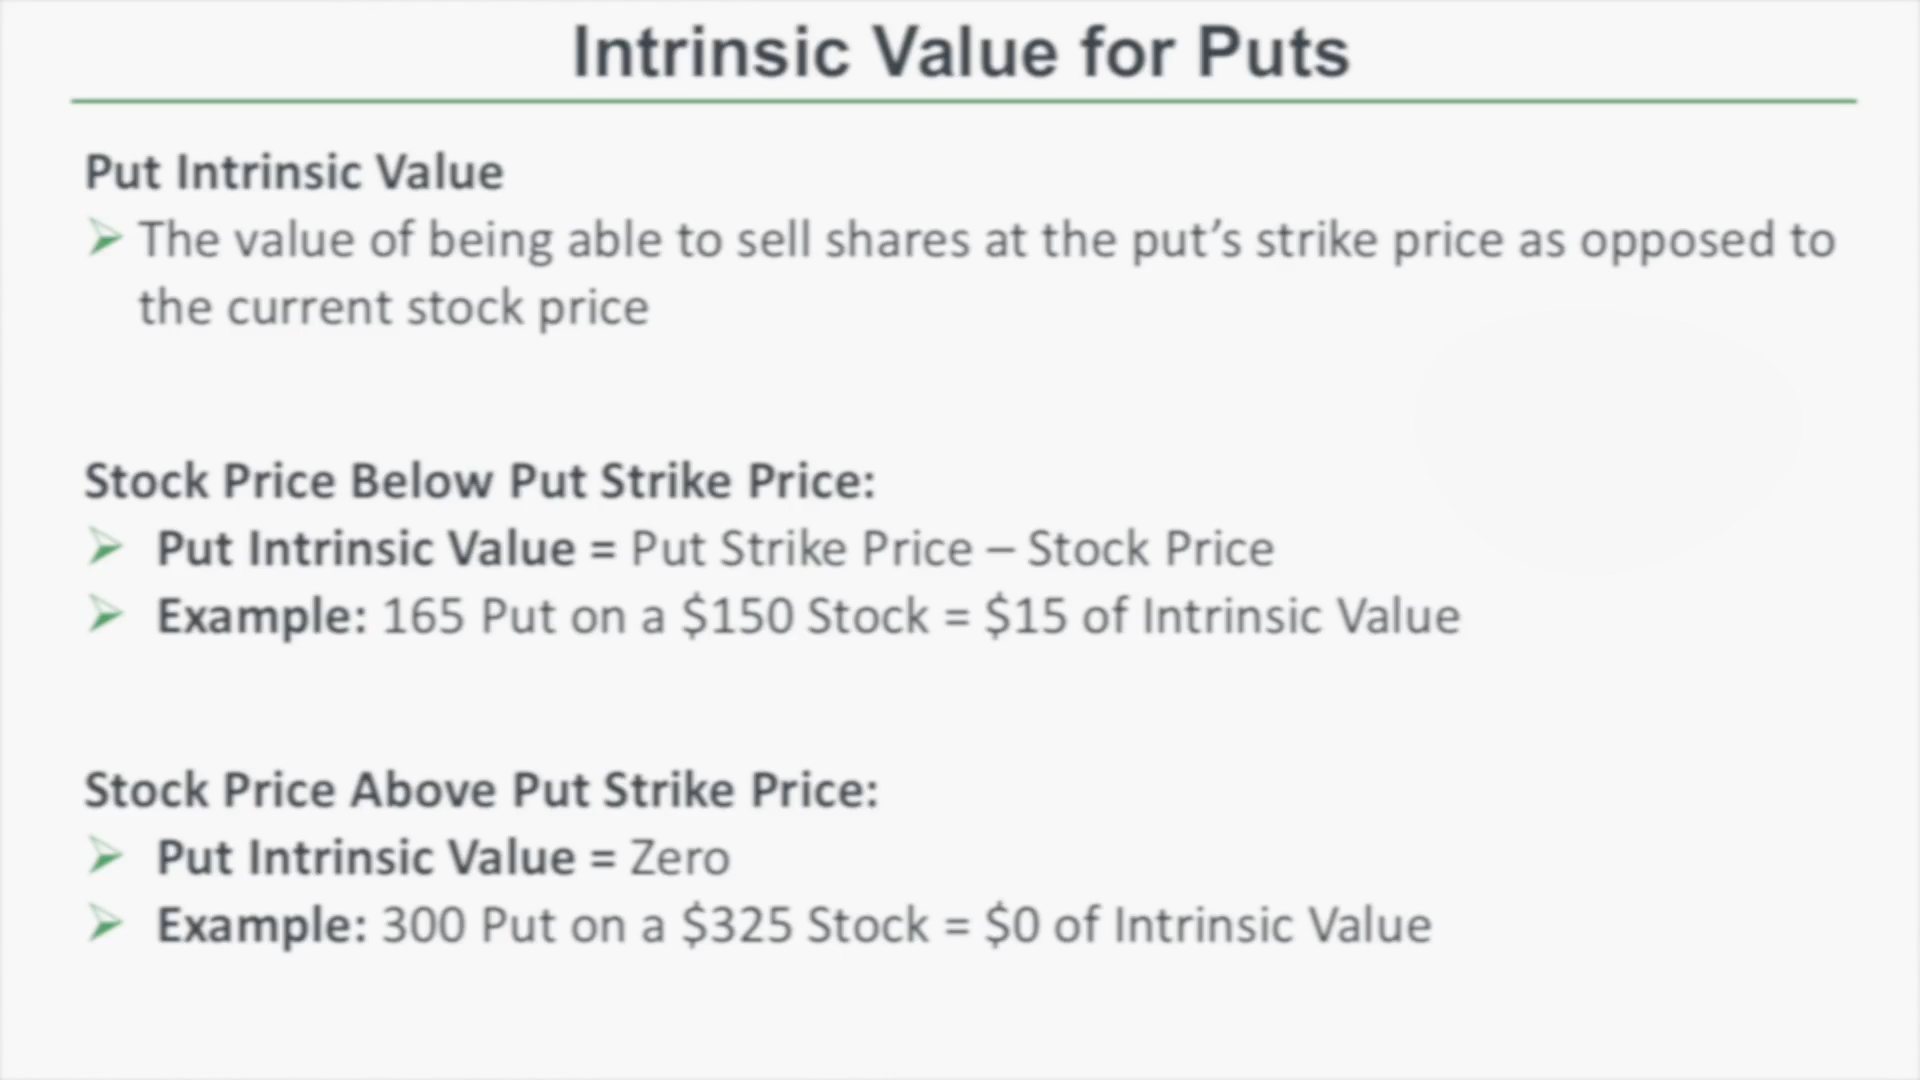 Intrinsic Value for Puts
Put Intrinsic Value
➢ The value of being able to sell shares at the put’s strike price as opposed to
the current stock price
Stock Price Below Put Strike Price:
➢ Put Intrinsic Value = Put Strike Price – Stock Price
➢ Example: 165 Put on a $150 Stock = $15 of Intrinsic Value
Stock Price Above Put Strike Price:
➢ Put Intrinsic Value = Zero
➢ Example: 300 Put on a $325 Stock = $0 of Intrinsic Value